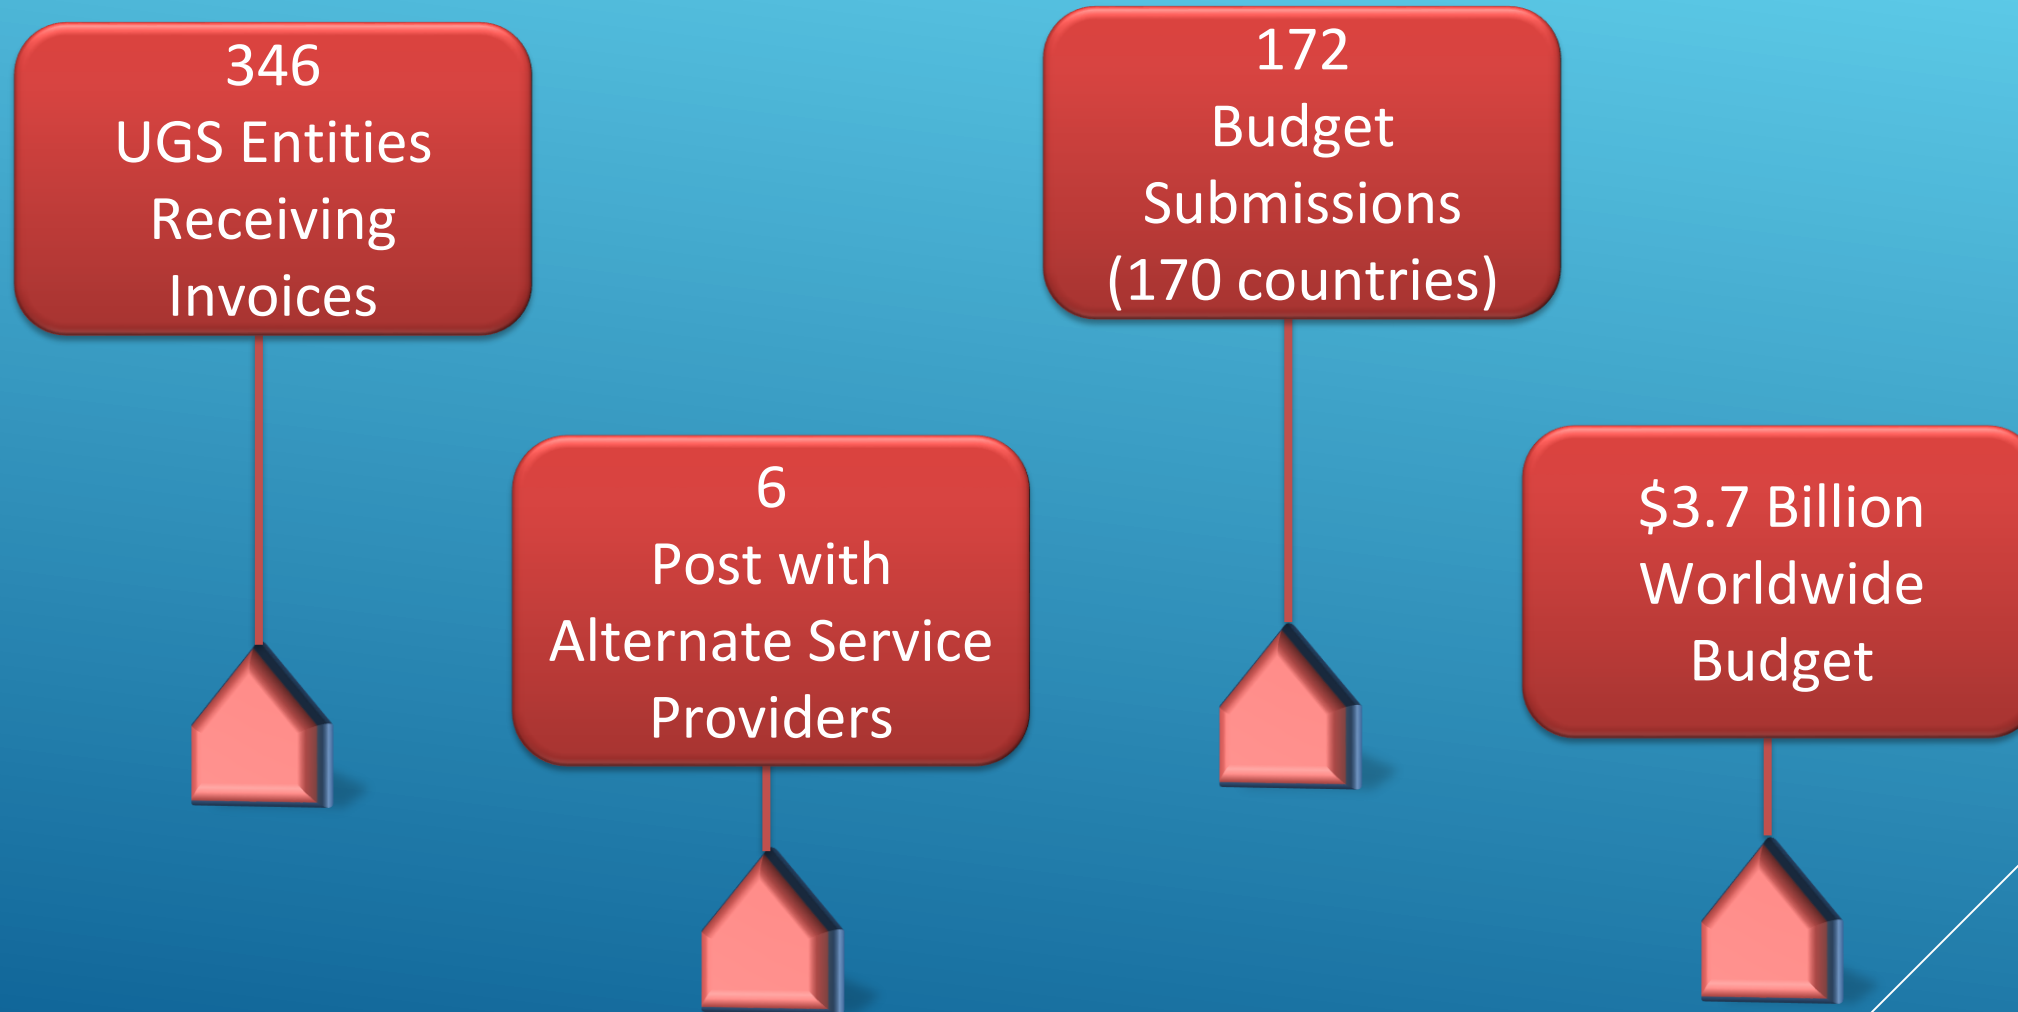 346
UGS Entities
Receiving
Invoices
6
Post with
Alternate Service
Providers
172
Budget
Submissions
(170 countries)
$3.7 Billion
Worldwide
Budget